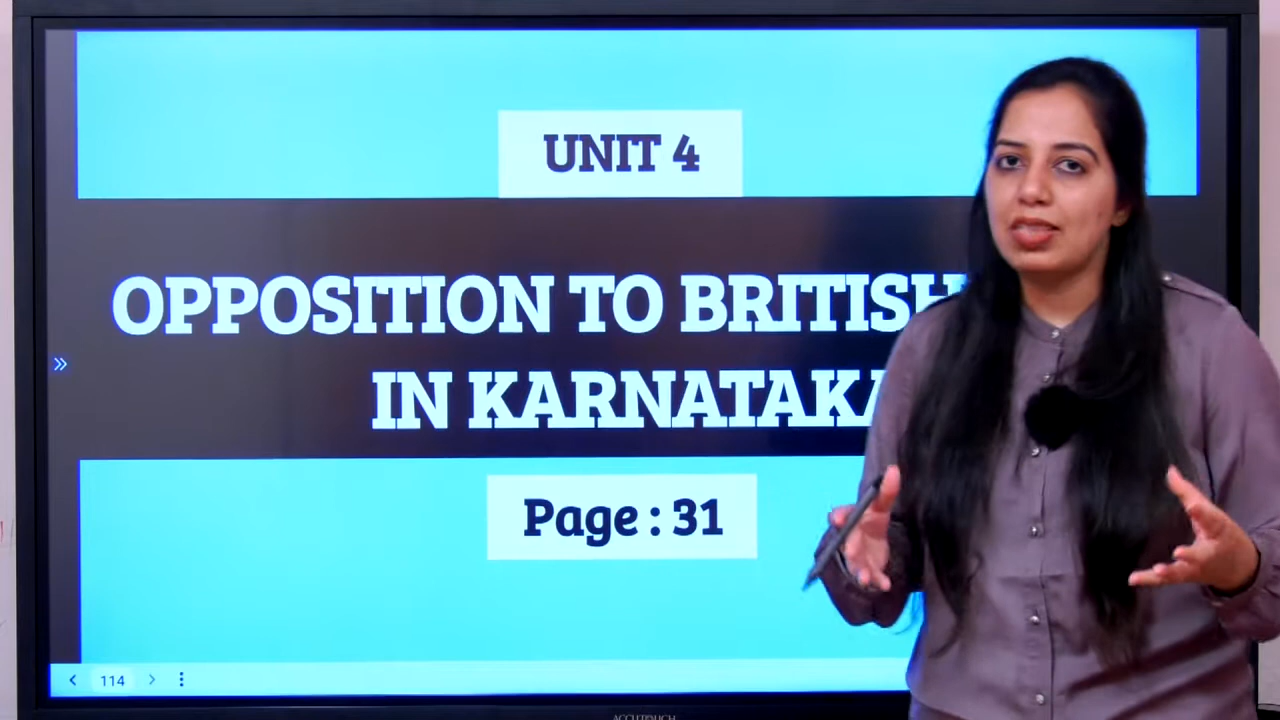 UNIT 4
OPPOSITION TO BRITISH
IN KARNATAKA
Page : 31
114